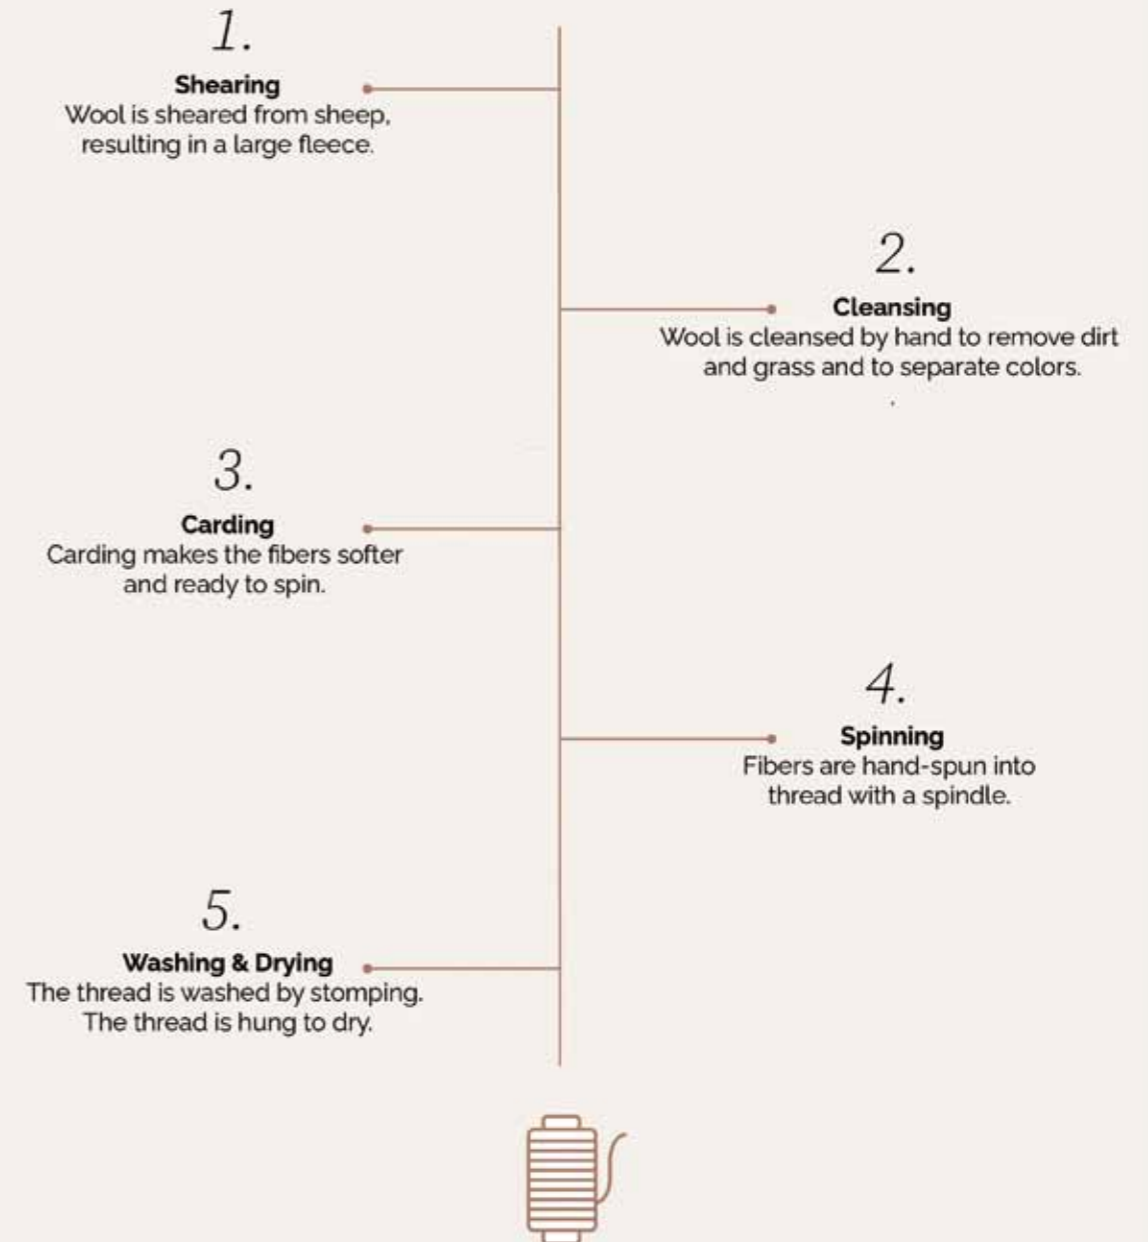 1.
Shearing
Wool is sheared from sheep,
resulting in a large fleece.
2.
Cleansing
Wool is cleansed by hand to remove dirt
and grass and to separate colors.
.
3.
Carding
Carding makes the fibers softer
and ready to spin.
4.
Spinning
Fibers are hand-spun into
thread with a spindle.
5.
Washing & Drying
The thread is washed by stomping.
The thread is hung to dry.